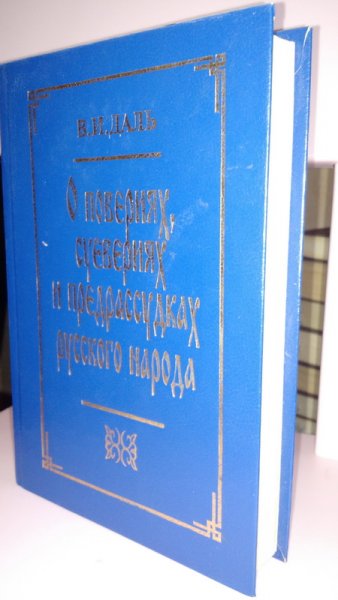 В.И.ДАЛЬ
О повериях,
суевериях
и предрассудках
русского народа